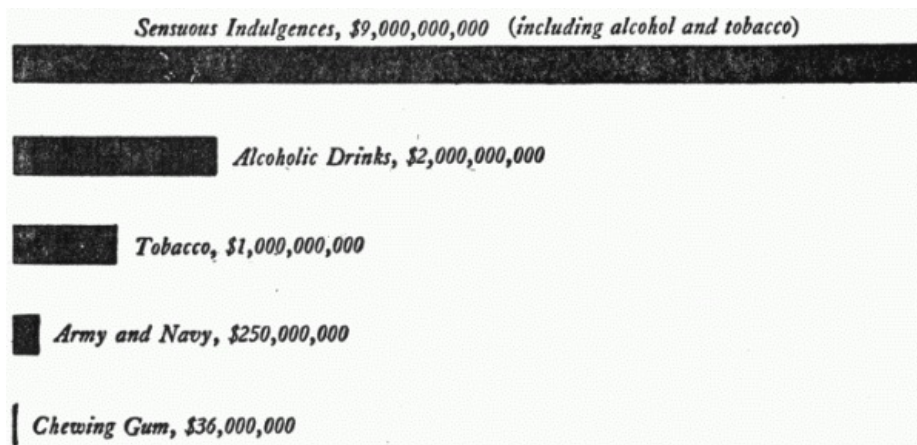 Sensuous Indulgences, $9,000,000,000 (including alcohol and tobacco)
Alcoholic Drinks, $2,000,000,000
Tobacco, $1,000,000,000
Army and Navy, $250,000,000
Chewing Gum, $36,000,000